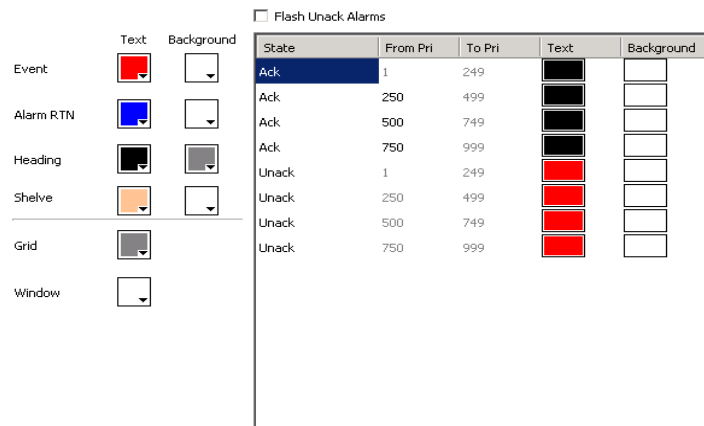 Flash Unack Alarms
Text Background
Event
Alarm RTN
Heading
Shelve
Grid
Window
State From Pri To Pri Text Background
Ack 1 249
Ack 250 499
Ack 500 749
Ack 750 999
Unack 1 249
Unack 250 499
Unack 500 749
Unack 750 999